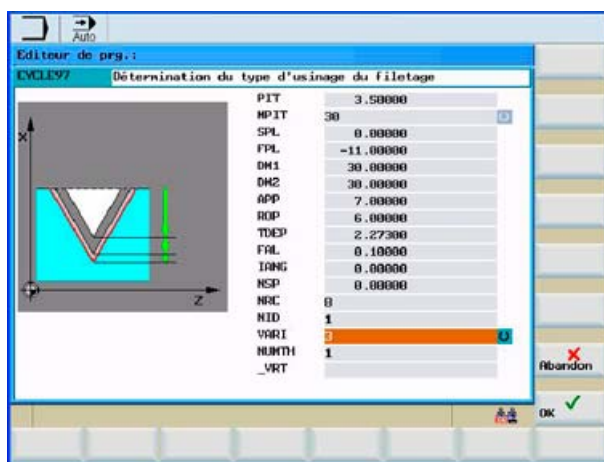 Auto
Editeur de prg.:
CYCLE97 Détermination du type d'usinage du filetage
PIT 3.50000
MPIT 30
SPL 0.00000
FPL -11.00000
DM1 30.00000
DM2 30.00000
APP 7.00000
ROP 6.00000
TDEP 2.27300
FAL 0.10000
IANG 0.00000
NSP 0.00000
NRC 8
NID 1
VARI 3
NUMTH 1
_VRT
X
Z
Abandon
OK